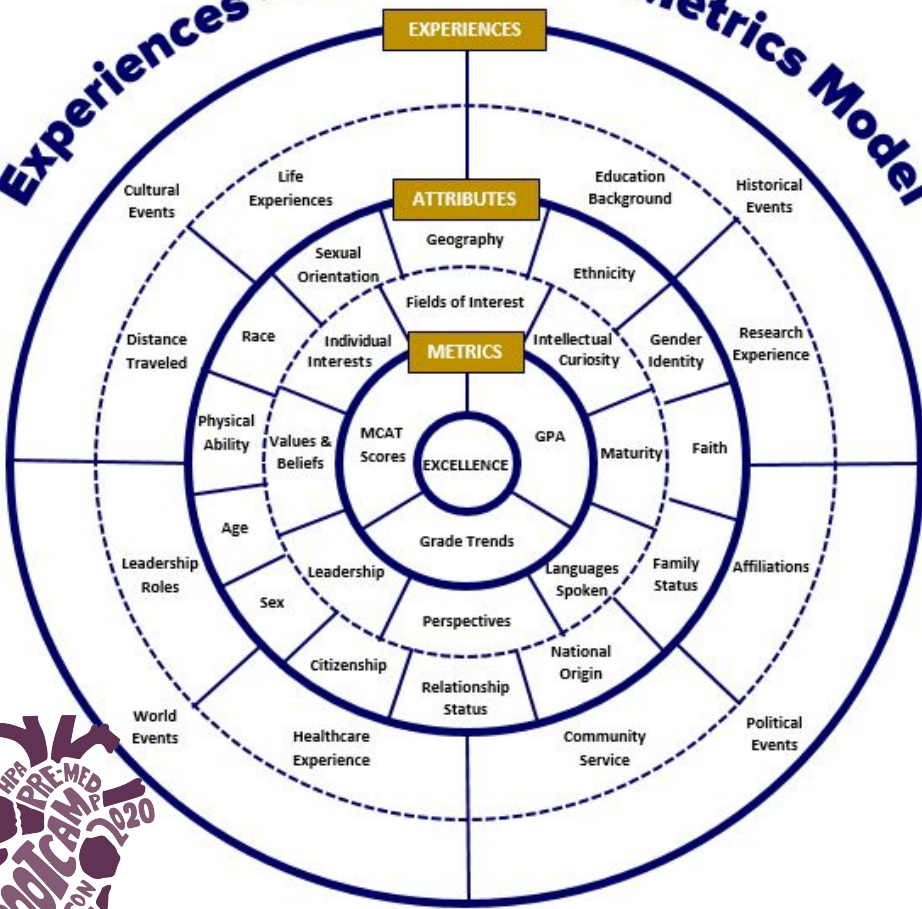 Experiences
Metrics Model
EXPERIENCES
Cultural
Events
Life
Experiences
Education
Background
Historical
Events
Distance
Traveled
Research
Experience
Leadership
Roles
Affiliations
World
Events
Healthcare
Experience
Community
Service
Political
Events
ATTRIBUTES
Geography
Sexual
Orientation
Ethnicity
Race
Gender
Identity
Physical
Ability
Faith
Age
Family
Status
Sex
National
Origin
Citizenship
Relationship
Status
Fields of Interest
Individual
Interests
Intellectual
Curiosity
Values &
Beliefs
Maturity
Leadership
Languages
Spoken
Perspectives
METRICS
MCAT
Scores
GPA
Grade Trends
EXCELLENCE
HPA
PRE-MED
BOOTCAMP
2020